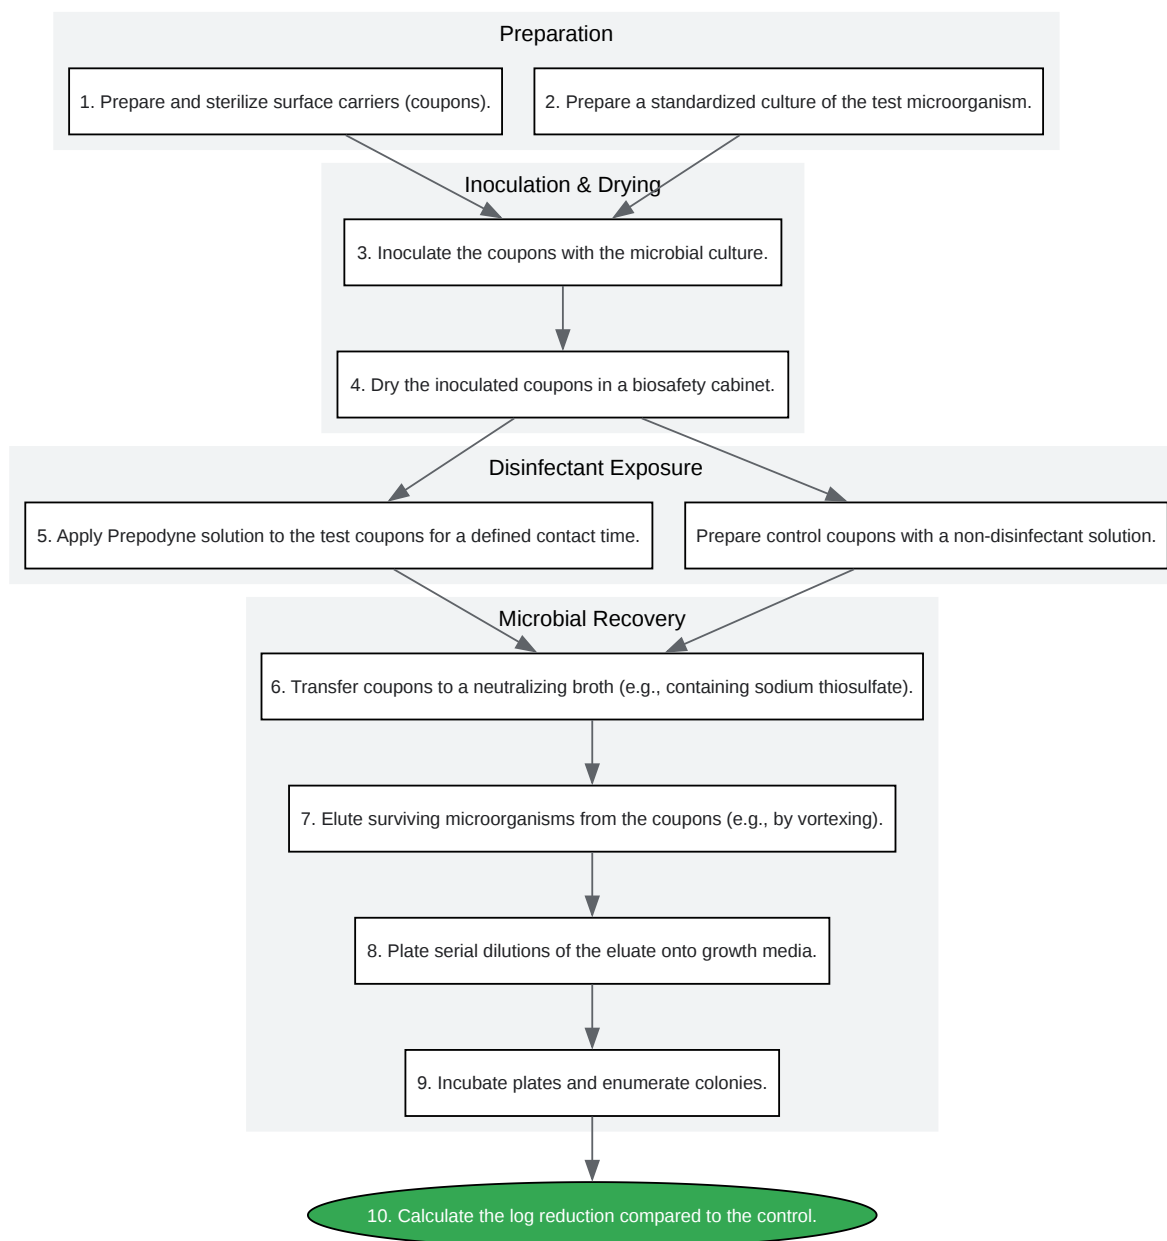 Preparation
1. Prepare and sterilize surface carriers (coupons).
2. Prepare a standardized culture of the test microorganism.
Inoculation & Drying
3. Inoculate the coupons with the microbial culture.
4. Dry the inoculated coupons in a biosafety cabinet.
Disinfectant Exposure
5. Apply Prepodyne solution to the test coupons for a defined contact time.
Prepare control coupons with a non-disinfectant solution.
Microbial Recovery
6. Transfer coupons to a neutralizing broth (e.g., containing sodium thiosulfate).
7. Elute surviving microorganisms from the coupons (e.g., by vortexing).
8. Plate serial dilutions of the eluate onto growth media.
9. Incubate plates and enumerate colonies.
10. Calculate the log reduction compared to the control.